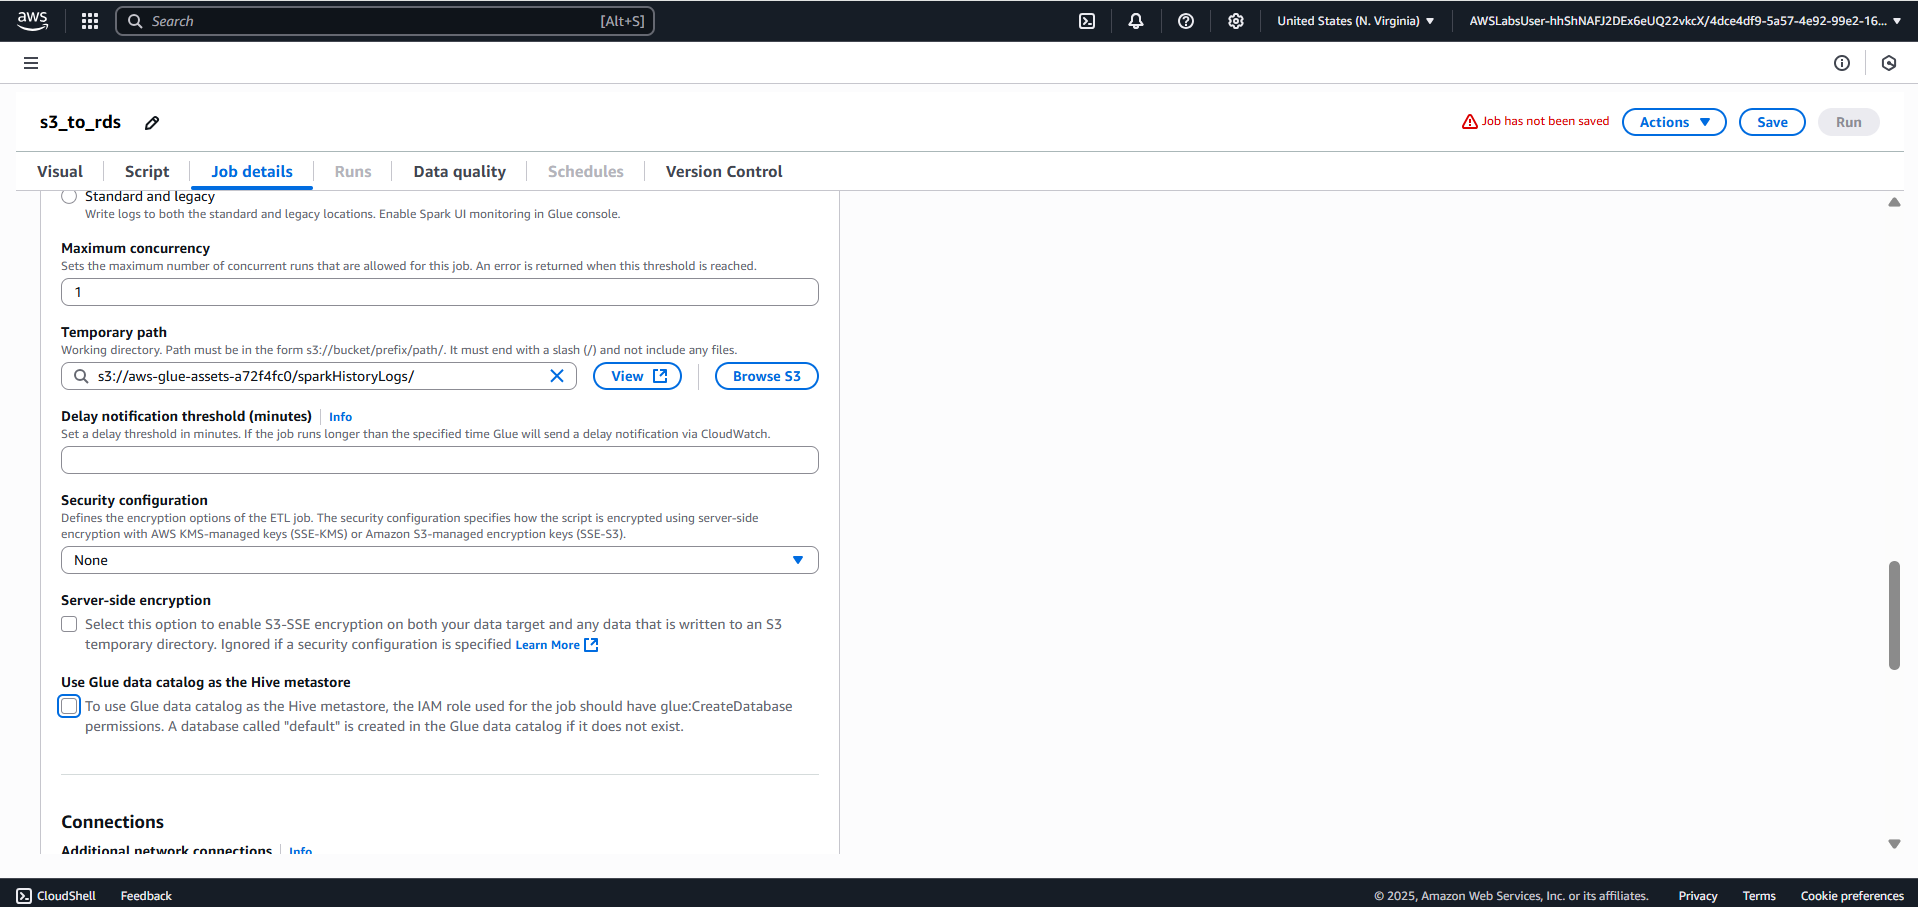 aws
Search [Alt+S]
United States (N. Virginia)
AWSLabsUser-hhShNAFJ2DEx6eUQ22vkcX/4dce4df9-5a57-4e92-99e2-16...
s3_to_rds
Job has not been saved
Actions
Save
Run
Visual
Script
Job details
Runs
Data quality
Schedules
Version Control
Standard and legacy
Write logs to both the standard and legacy locations. Enable Spark UI monitoring in Glue console.
Maximum concurrency
Sets the maximum number of concurrent runs that are allowed for this job. An error is returned when this threshold is reached.
1
Temporary path
Working directory. Path must be in the form s3://bucket/prefix/path/. It must end with a slash (/) and not include any files.
s3://aws-glue-assets-a72f4fc0/sparkHistoryLogs/
View
Browse S3
Delay notification threshold (minutes)
Info
Set a delay threshold in minutes. If the job runs longer than the specified time Glue will send a delay notification via CloudWatch.
Security configuration
Defines the encryption options of the ETL job. The security configuration specifies how the script is encrypted using server-side
encryption with AWS KMS-managed keys (SSE-KMS) or Amazon S3-managed encryption keys (SSE-S3).
None
Server-side encryption
Select this option to enable S3-SSE encryption on both your data target and any data that is written to an S3
temporary directory. Ignored if a security configuration is specified Learn More
Use Glue data catalog as the Hive metastore
To use Glue data catalog as the Hive metastore, the IAM role used for the job should have glue:CreateDatabase
permissions. A database called "default" is created in the Glue data catalog if it does not exist.
Connections
Additional network connections
Info
CloudShell
Feedback
© 2025, Amazon Web Services, Inc. or its affiliates.
Privacy
Terms
Cookie preferences